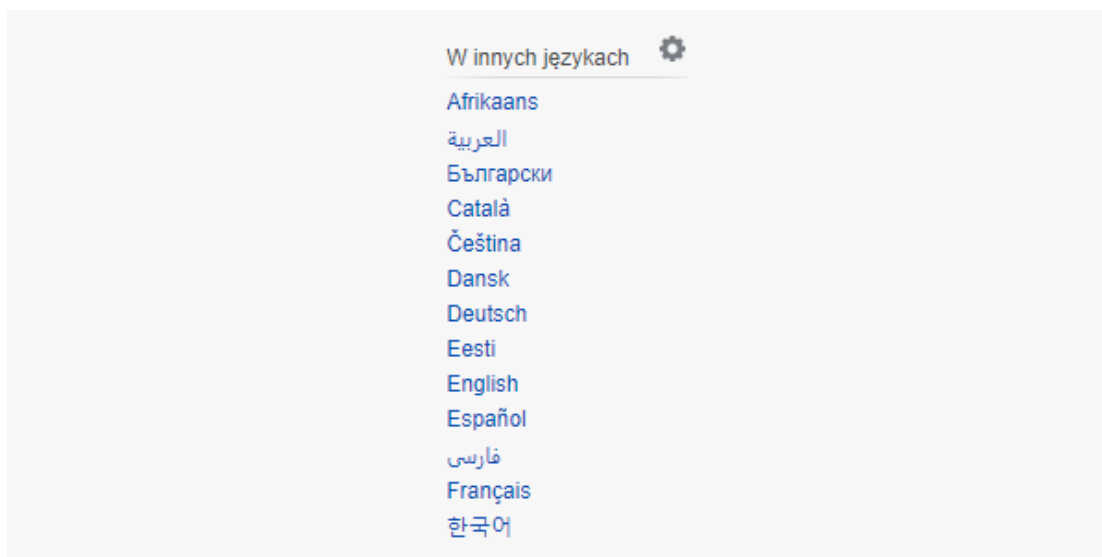 W innych językach
Afrikaans
العربية
Български
Català
Čeština
Dansk
Deutsch
Eesti
English
Español
فارسی
Français
한국어